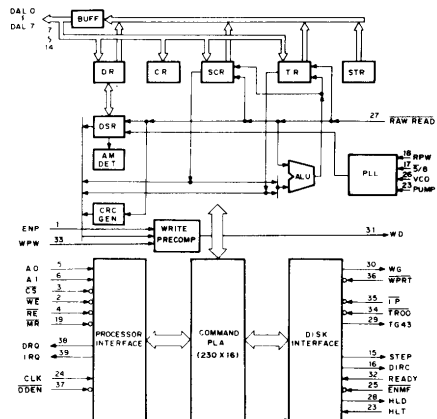 DAL 0
BUFF
DAL 7
7
5
14
DR
CR
SCR
TR
STR
27
RAW READ
DSR
AM
DET
ALU
PLL
18 RPW
17 5/8
26 VCO
23 PUMP
CRC
GEN
ENP 1
WPW 33
WRITE
PRECOMP
31 WD
A0 5
A1 6
CS 3
WE 2
RE 4
MR 19
DRQ 38
IRQ 39
CLK 24
DDEN 37
PROCESSOR
INTERFACE
COMMAND
PLA
(230 X 16)
DISK
INTERFACE
30 WG
36 WPRT
35 IP
34 TROO
29 TG43
15 STEP
16 DIRC
32 READY
25 ENMF
28 HLD
23 HLT